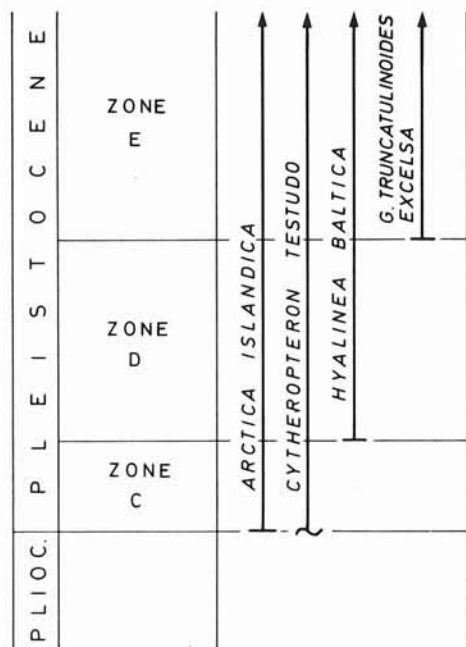 PLEISTOCENE
PLIOC.
ZONE
E
ZONE
D
ZONE
C
ARCTICA ISLANDICA
CYTHEROPTERON TESTUDO
HYALINEA BALTICA
G. TRUNCATULINOIDES
EXCELSA